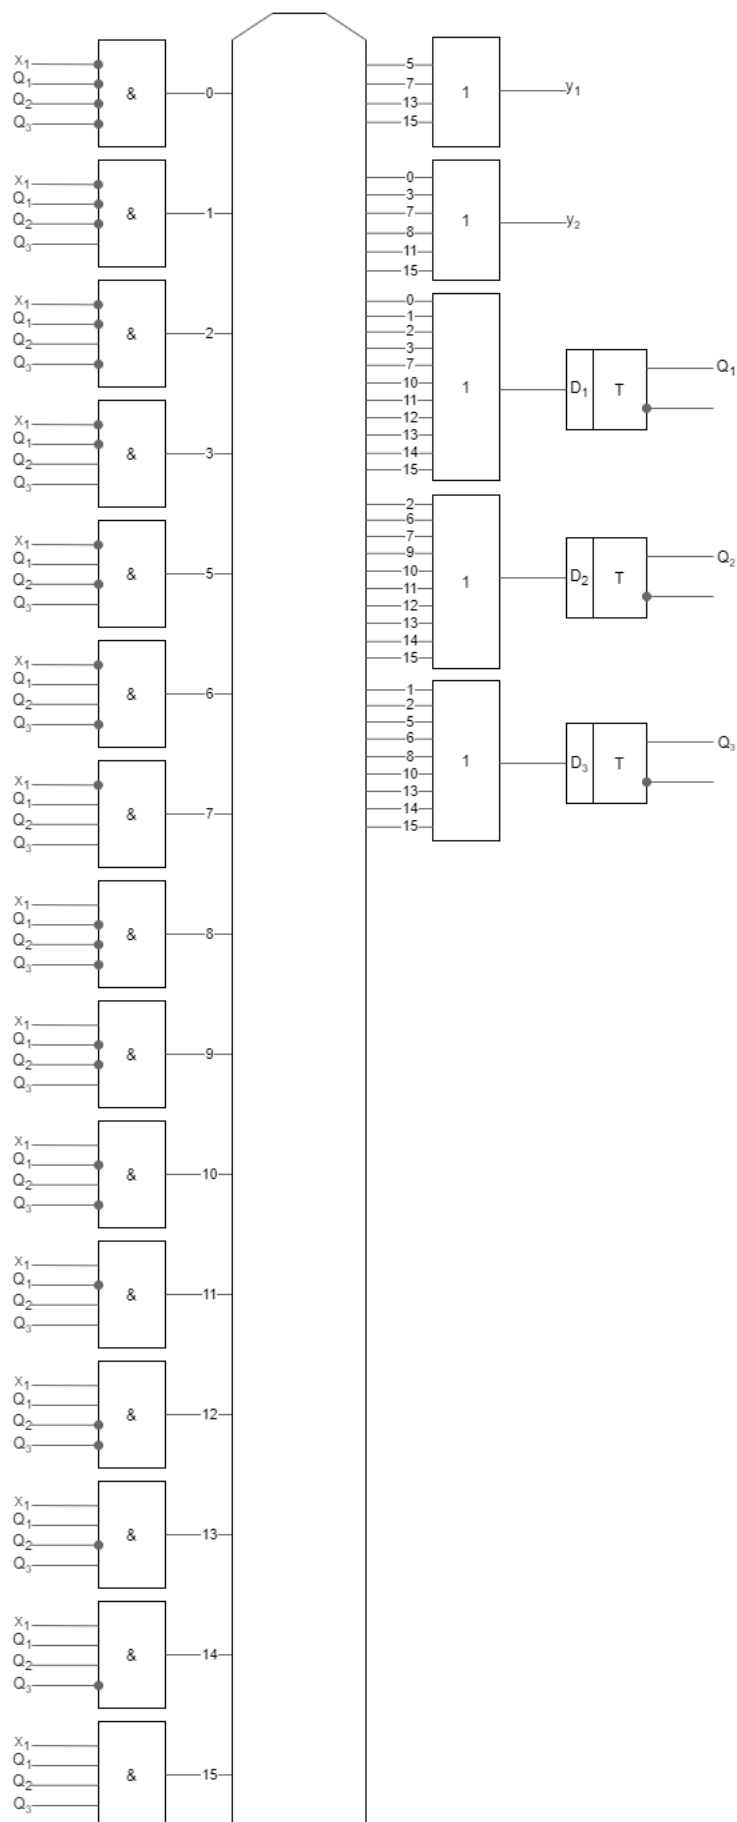 x₁
Q₁
Q₂
Q₃
&
0
x₁
Q₁
Q₂
Q₃
&
1
x₁
Q₁
Q₂
Q₃
&
2
x₁
Q₁
Q₂
Q₃
&
3
x₁
Q₁
Q₂
Q₃
&
5
x₁
Q₁
Q₂
Q₃
&
6
x₁
Q₁
Q₂
Q₃
&
7
x₁
Q₁
Q₂
Q₃
&
8
x₁
Q₁
Q₂
Q₃
&
9
x₁
Q₁
Q₂
Q₃
&
10
x₁
Q₁
Q₂
Q₃
&
11
x₁
Q₁
Q₂
Q₃
&
12
x₁
Q₁
Q₂
Q₃
&
13
x₁
Q₁
Q₂
Q₃
&
14
x₁
Q₁
Q₂
Q₃
&
15
5
7
13
15
1
y₁
0
3
7
8
11
15
1
y₂
0
1
2
3
7
10
11
12
13
14
15
1
D₁ T
Q₁
2
6
7
9
10
11
12
13
14
15
1
D₂ T
Q₂
1
2
5
6
8
10
13
14
15
1
D₃ T
Q₃